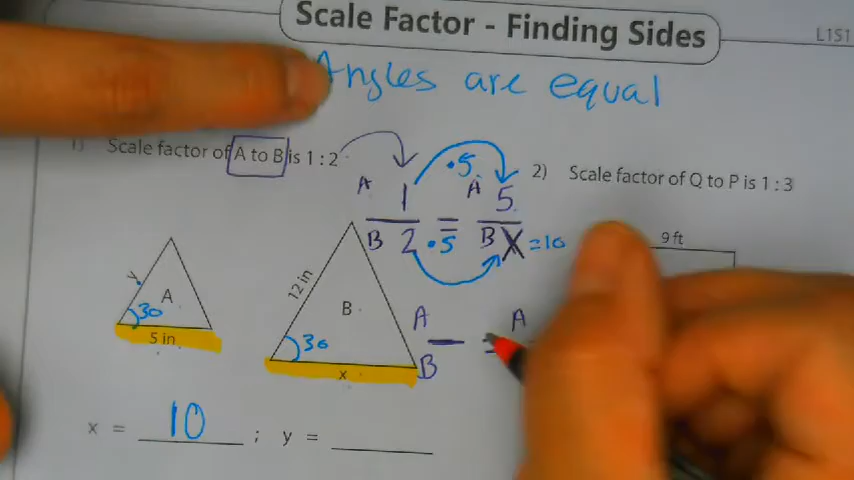 Scale Factor - Finding Sides
L1S1
Angles are equal
1) Scale factor of A to B is 1 : 2
2) Scale factor of Q to P is 1 : 3
·5
A 1 = A 5
B 2 ·5 B X = 10
9 ft
y
A
30
5 in
12 in
B
30
x
A = A
B
x = 10 ; y =